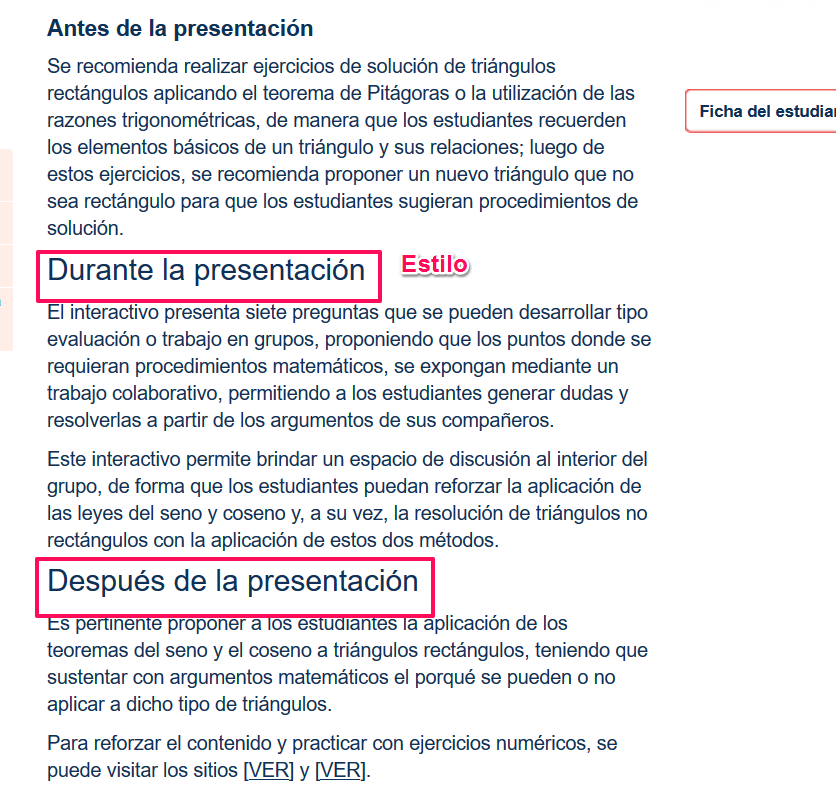 Antes de la presentación
Se recomienda realizar ejercicios de solución de triángulos
rectángulos aplicando el teorema de Pitágoras o la utilización de las
razones trigonométricas, de manera que los estudiantes recuerden
los elementos básicos de un triángulo y sus relaciones; luego de
estos ejercicios, se recomienda proponer un nuevo triángulo que no
sea rectángulo para que los estudiantes sugieran procedimientos de
solución.
Ficha del estudian
Durante la presentación
Estilo
El interactivo presenta siete preguntas que se pueden desarrollar tipo
evaluación o trabajo en grupos, proponiendo que los puntos donde se
requieran procedimientos matemáticos, se expongan mediante un
trabajo colaborativo, permitiendo a los estudiantes generar dudas y
resolverlas a partir de los argumentos de sus compañeros.
Este interactivo permite brindar un espacio de discusión al interior del
grupo, de forma que los estudiantes puedan reforzar la aplicación de
las leyes del seno y coseno y, a su vez, la resolución de triángulos no
rectángulos con la aplicación de estos dos métodos.
Después de la presentación
Es pertinente proponer a los estudiantes la aplicación de los
teoremas del seno y el coseno a triángulos rectángulos, teniendo que
sustentar con argumentos matemáticos el porqué se pueden o no
aplicar a dicho tipo de triángulos.
Para reforzar el contenido y practicar con ejercicios numéricos, se
puede visitar los sitios [VER] y [VER].